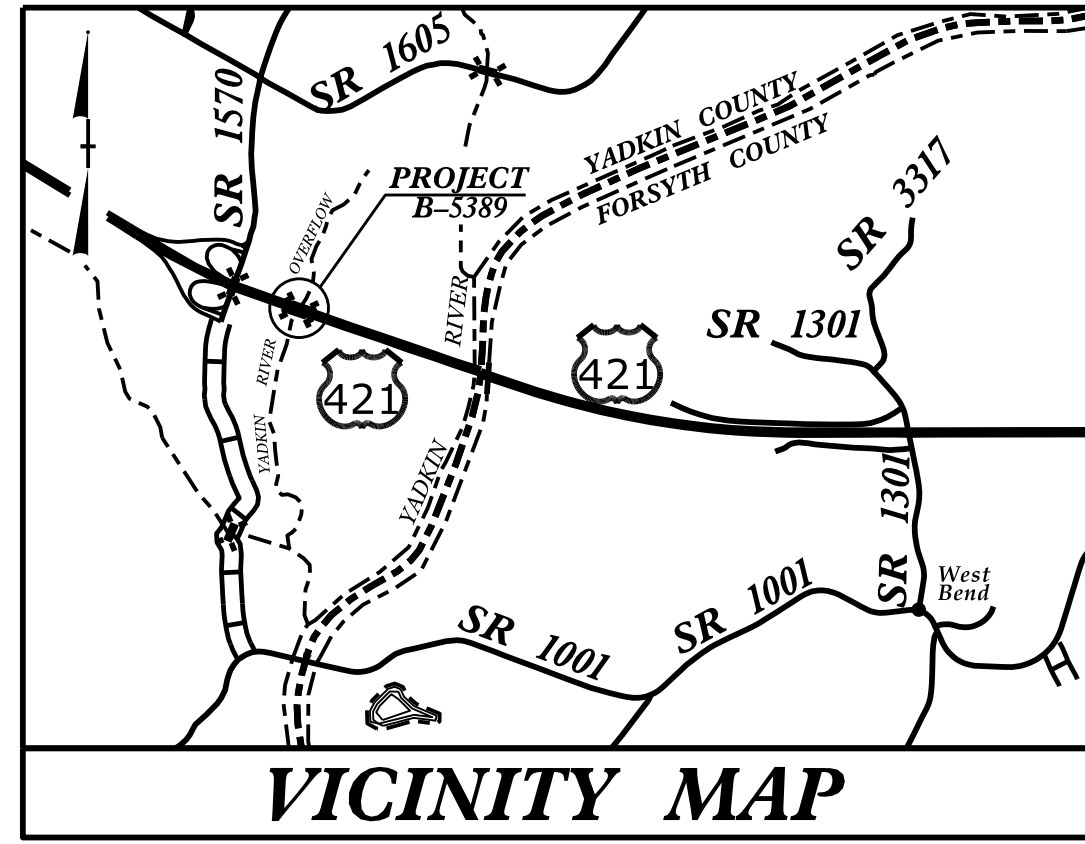 SR 1605
SR 1570
YADKIN COUNTY
FORSYTH COUNTY
SR 3317
PROJECT
B–5389
OVERFLOW
RIVER
SR 1301
421
421
RIVER
YADKIN
YADKIN
SR 1301
West
Bend
SR 1001
SR 1001
VICINITY MAP